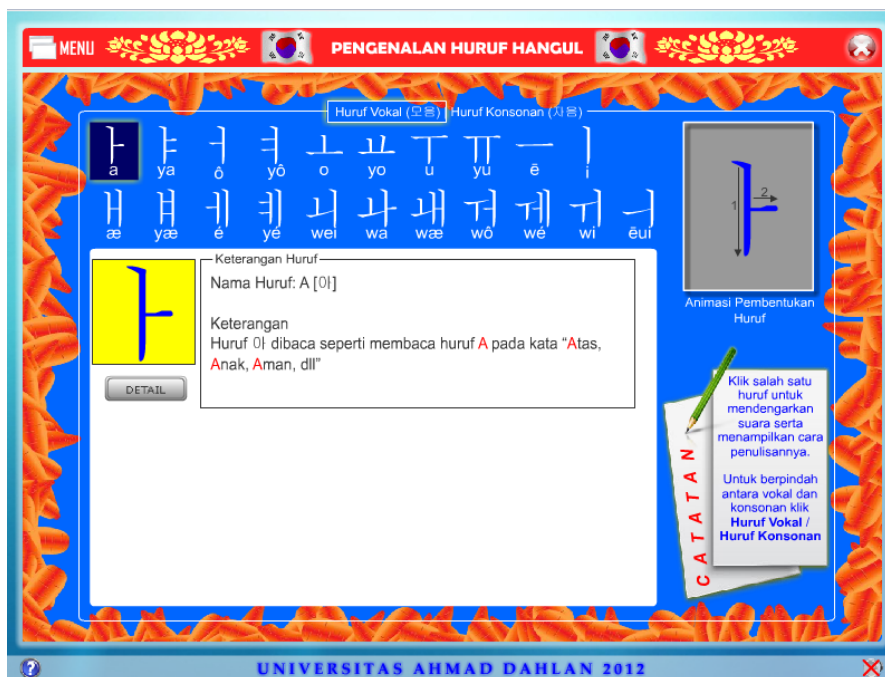 MENU
PENGENALAN HURUF HANGUL
Huruf Vokal (모음) | Huruf Konsonan (자음)
ㅏ ㅑ ㅓ ㅕ ㅗ ㅛ ㅜ ㅠ ㅡ ㅣ
a ya ô yô o yo u yu ē i
ㅐ ㅒ ㅔ ㅖ ㅚ ㅘ ㅙ ㅝ ㅞ ㅟ ㅢ
æ yæ é yé wei wa wæ wô wé wi ēui
ㅏ
DETAIL
Keterangan Huruf
Nama Huruf: A [아]
Keterangan
Huruf 아 dibaca seperti membaca huruf A pada kata “Atas,
Anak, Aman, dll”
ㅏ
1
2
Animasi Pembentukan
Huruf
CATATAN
Klik salah satu
huruf untuk
mendengarkan
suara serta
menampilkan cara
penulisannya.
Untuk berpindah
antara vokal dan
konsonan klik
Huruf Vokal /
Huruf Konsonan
?
UNIVERSITAS AHMAD DAHLAN 2012